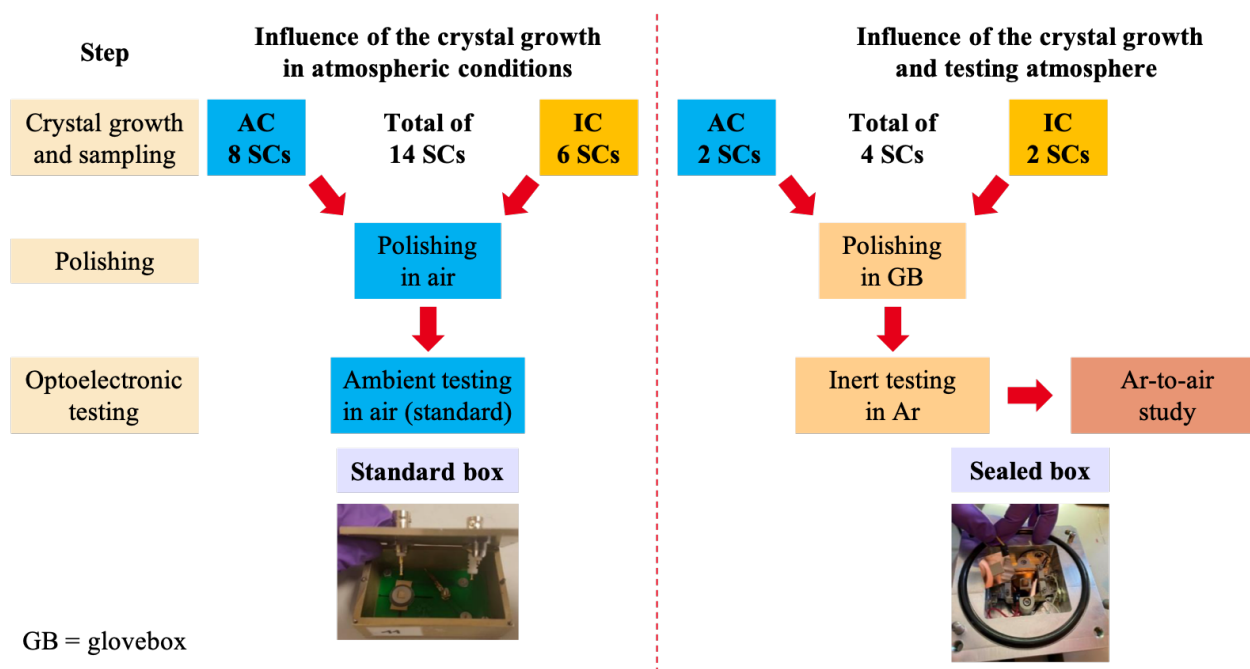 Step
Influence of the crystal growth
in atmospheric conditions
Influence of the crystal growth
and testing atmosphere
Crystal growth
and sampling
AC
8 SCs
Total of
14 SCs
IC
6 SCs
AC
2 SCs
Total of
4 SCs
IC
2 SCs
Polishing
Polishing
in air
Polishing
in GB
Optoelectronic
testing
Ambient testing
in air (standard)
Inert testing
in Ar
Ar-to-air
study
Standard box
Sealed box
GB = glovebox